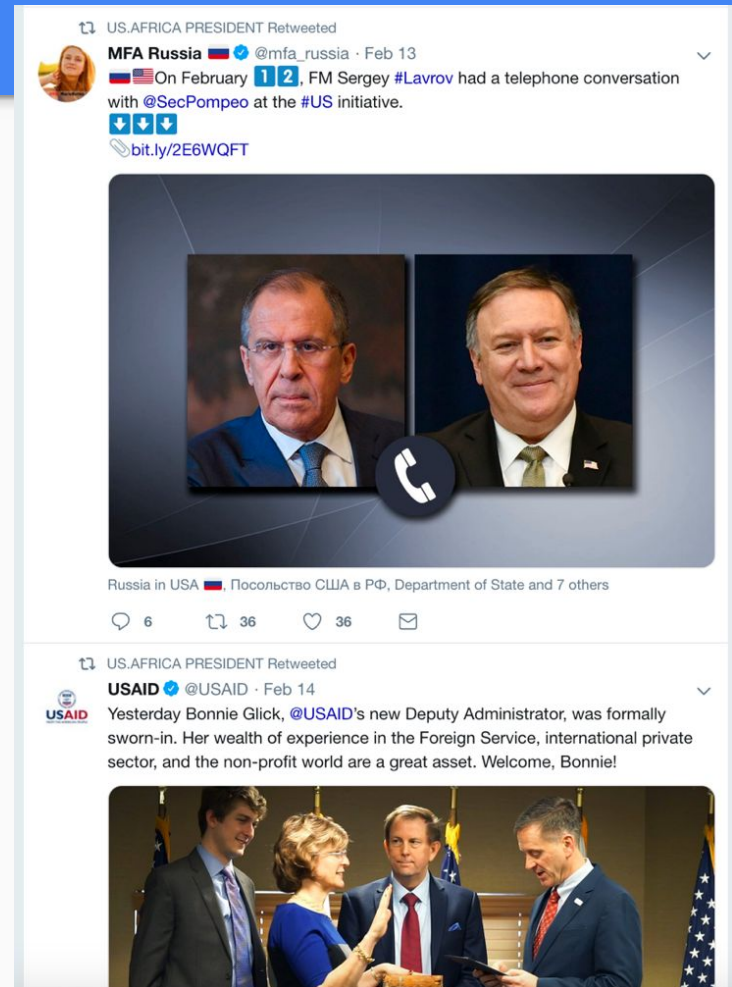 US.AFRICA PRESIDENT Retweeted
MFA Russia 🇷🇺 @mfa_russia · Feb 13
🇷🇺🇺🇸On February 1️⃣2️⃣, FM Sergey #Lavrov had a telephone conversation
with @SecPompeo at the #US initiative.
⬇️⬇️⬇️
📎bit.ly/2E6WQFT
Russia in USA 🇷🇺, Посольство США в РФ, Department of State and 7 others
6 36 36
US.AFRICA PRESIDENT Retweeted
USAID @USAID · Feb 14
USAID
Yesterday Bonnie Glick, @USAID's new Deputy Administrator, was formally
sworn-in. Her wealth of experience in the Foreign Service, international private
sector, and the non-profit world are a great asset. Welcome, Bonnie!